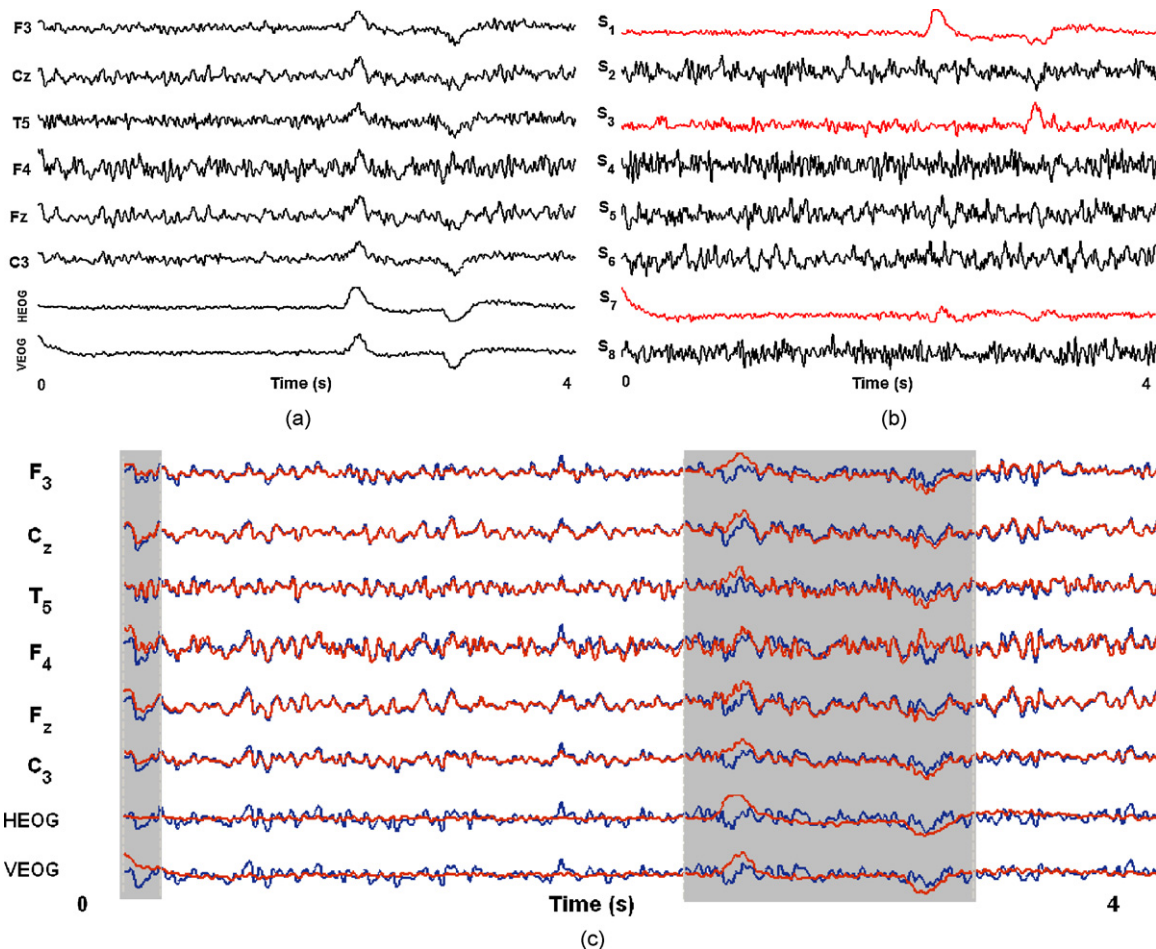 F3
Cz
T5
F4
Fz
C3
HEOG
VEOG
0 Time (s) 4
(a)
S1
S2
S3
S4
S5
S6
S7
S8
0 Time (s) 4
(b)
F3
Cz
T5
F4
Fz
C3
HEOG
VEOG
0 Time (s) 4
(c)